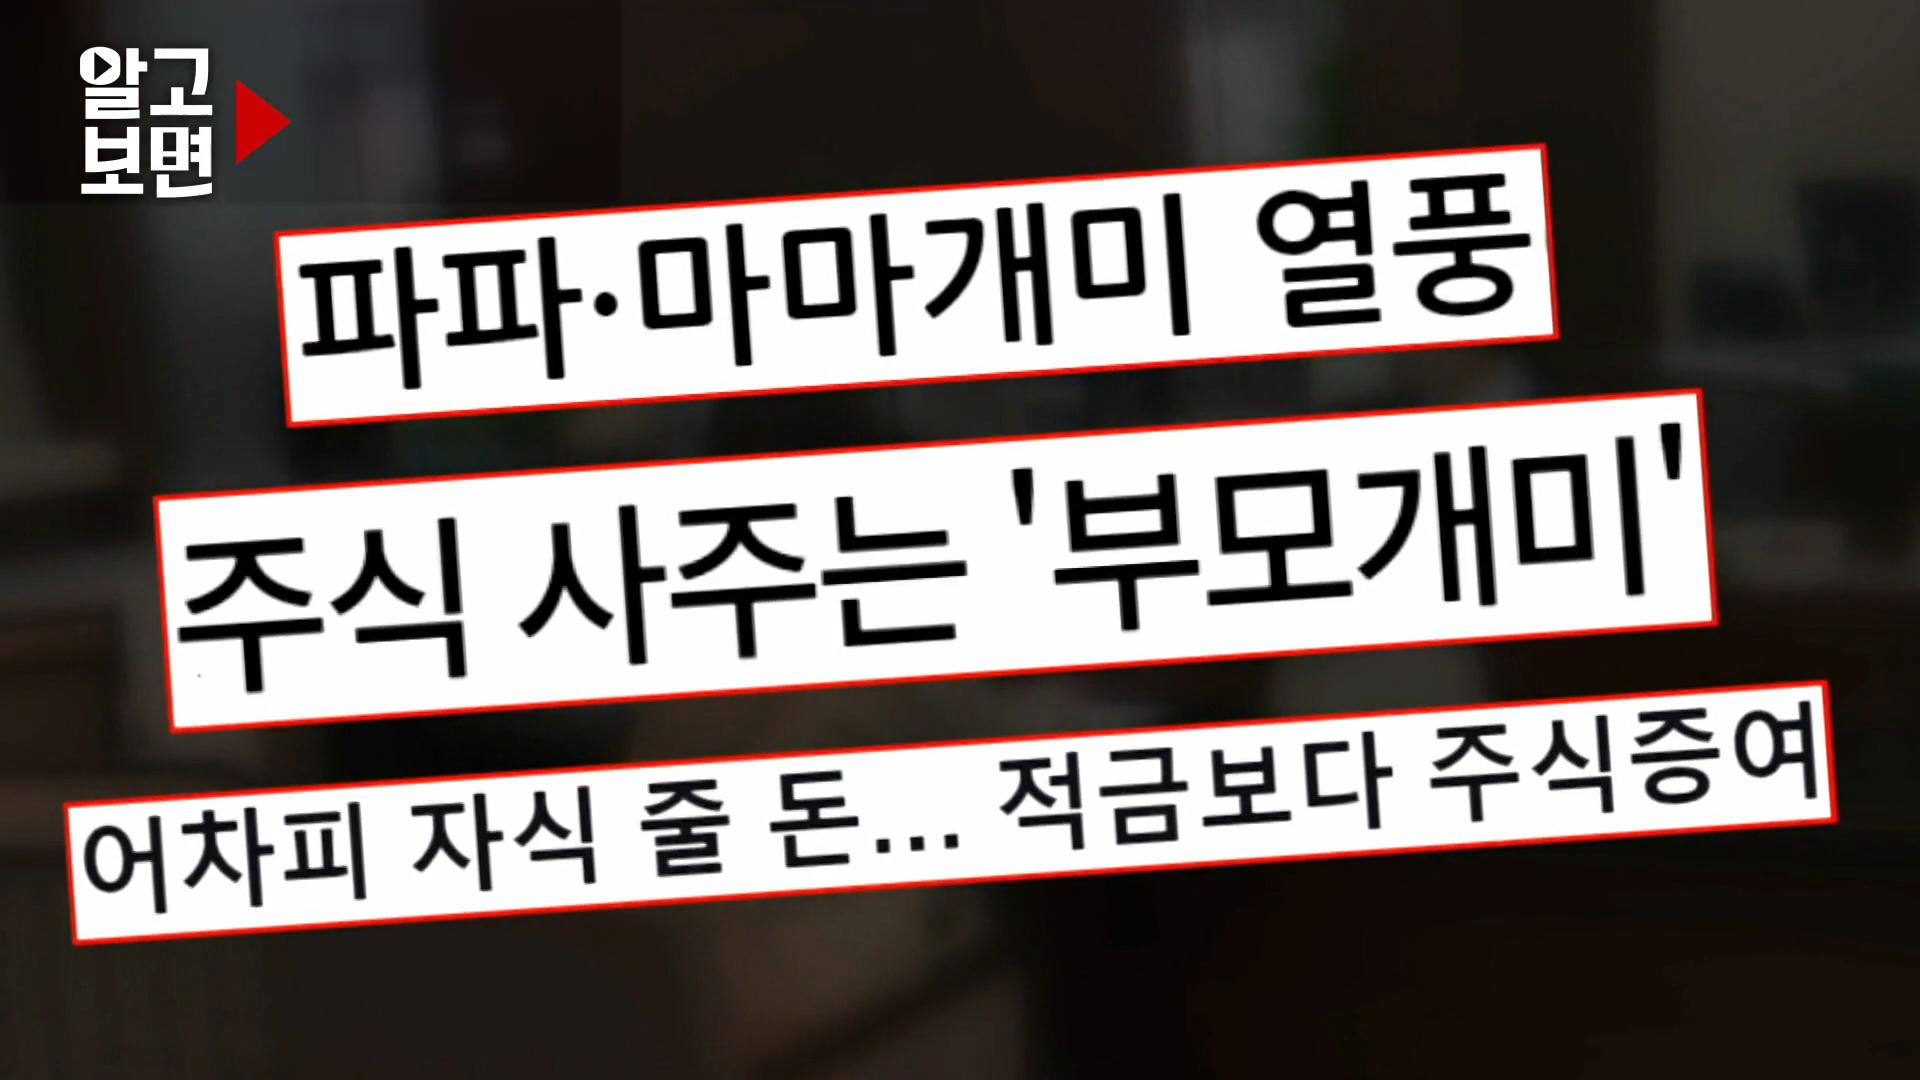 알고
보면
파파·마마개미 열풍
주식 사주는 '부모개미'
어차피 자식 줄 돈... 적금보다 주식증여